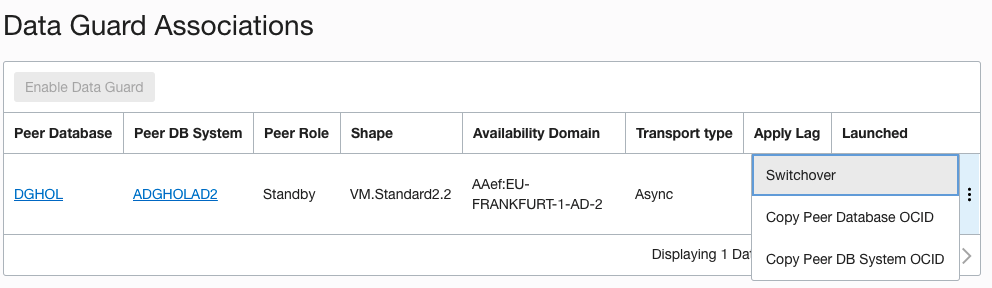 Data Guard Associations
Enable Data Guard
Peer Database Peer DB System Peer Role Shape Availability Domain Transport type Apply Lag Launched
DGHOL ADGHOLAD2 Standby VM.Standard2.2 AAef:EU-
FRANKFURT-1-AD-2 Async
Switchover
Copy Peer Database OCID
Copy Peer DB System OCID
Displaying 1 Da